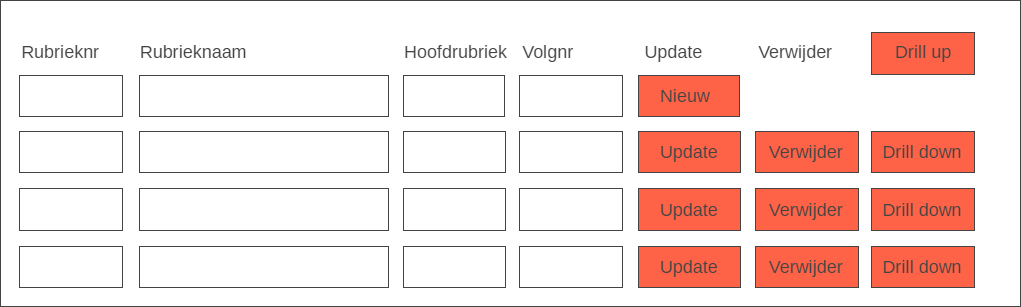 Rubrieknr Rubrieknaam Hoofdrubriek Volgnr Update Verwijder Drill up
Nieuw
Update Verwijder Drill down
Update Verwijder Drill down
Update Verwijder Drill down